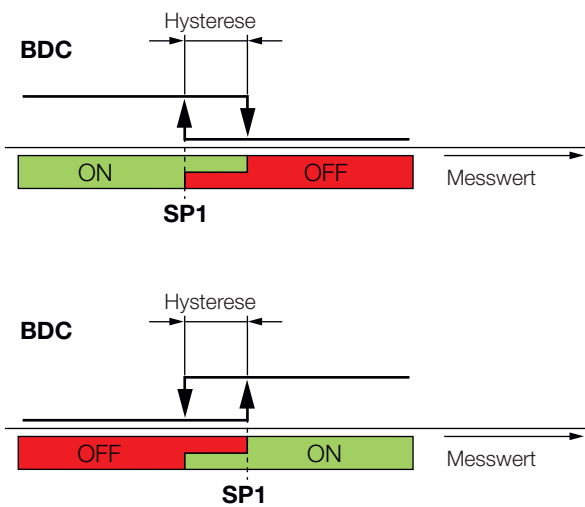 Hysterese
BDC
ON
OFF
Messwert
SP1
Hysterese
BDC
OFF
ON
Messwert
SP1